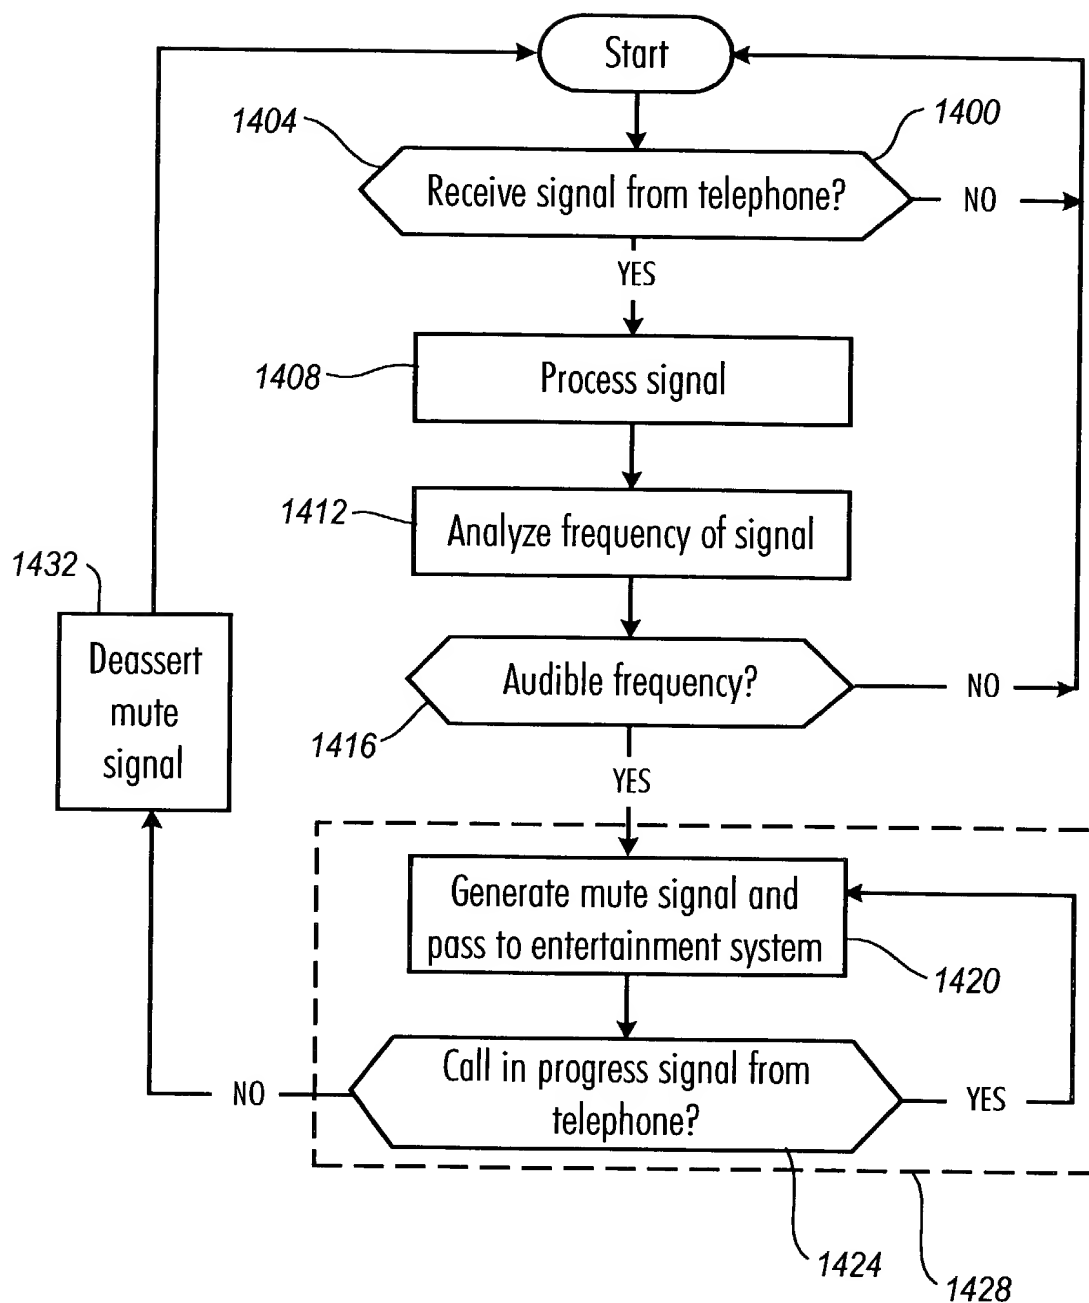 Start
1404
1400
Receive signal from telephone?
NO
YES
1408
Process signal
1412
Analyze frequency of signal
1432
Deassert
mute
signal
Audible frequency?
NO
1416
YES
Generate mute signal and
pass to entertainment system
1420
Call in progress signal from
telephone?
NO
YES
1424
1428